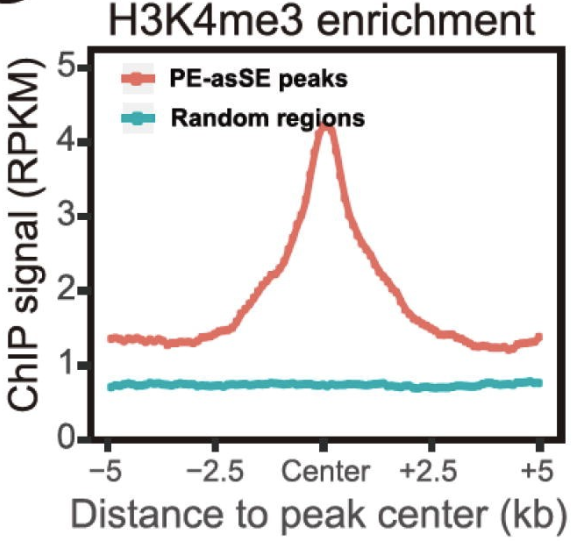 H3K4me3 enrichment
PE-asSE peaks
Random regions
ChIP signal (RPKM)
5
4
3
2
1
0
−5
−2.5
Center
+2.5
+5
Distance to peak center (kb)